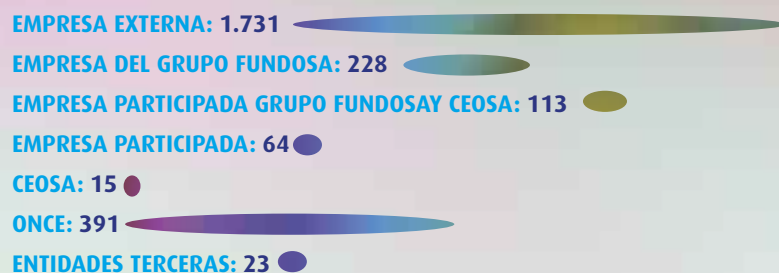 EMPRESA EXTERNA: 1.731
EMPRESA DEL GRUPO FUNDOSA: 228
EMPRESA PARTICIPADA GRUPO FUNDOSAY CEOSA: 113
EMPRESA PARTICIPADA: 64
CEOSA: 15
ONCE: 391
ENTIDADES TERCERAS: 23